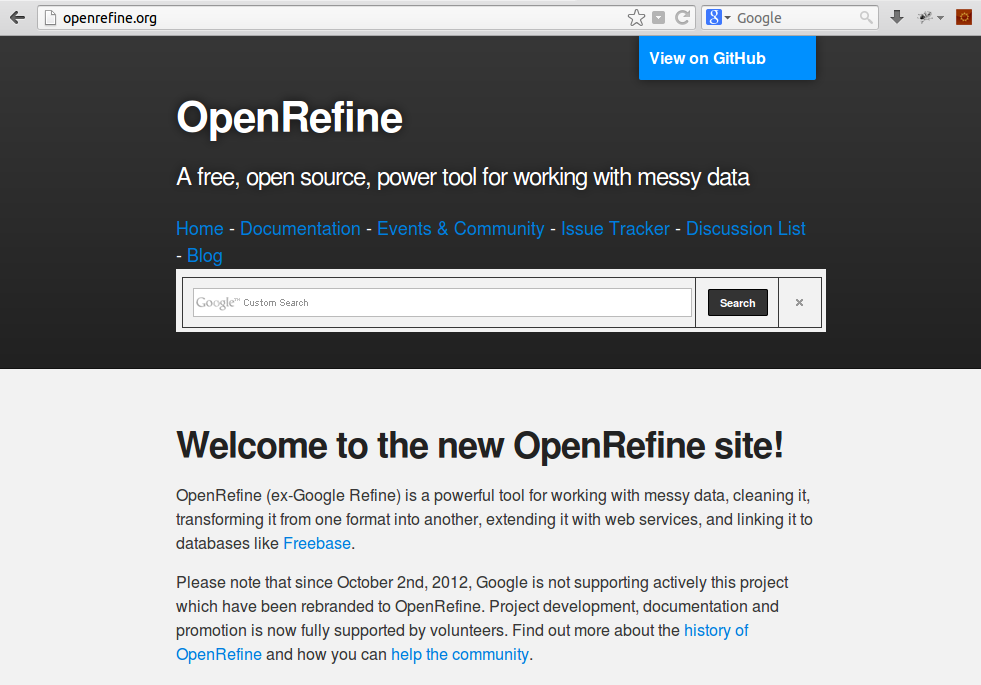 openrefine.org
Google
View on GitHub
OpenRefine
A free, open source, power tool for working with messy data
Home - Documentation - Events & Community - Issue Tracker - Discussion List
- Blog
Google™ Custom Search
Search
×
Welcome to the new OpenRefine site!
OpenRefine (ex-Google Refine) is a powerful tool for working with messy data, cleaning it,
transforming it from one format into another, extending it with web services, and linking it to
databases like Freebase.
Please note that since October 2nd, 2012, Google is not supporting actively this project
which have been rebranded to OpenRefine. Project development, documentation and
promotion is now fully supported by volunteers. Find out more about the history of
OpenRefine and how you can help the community.